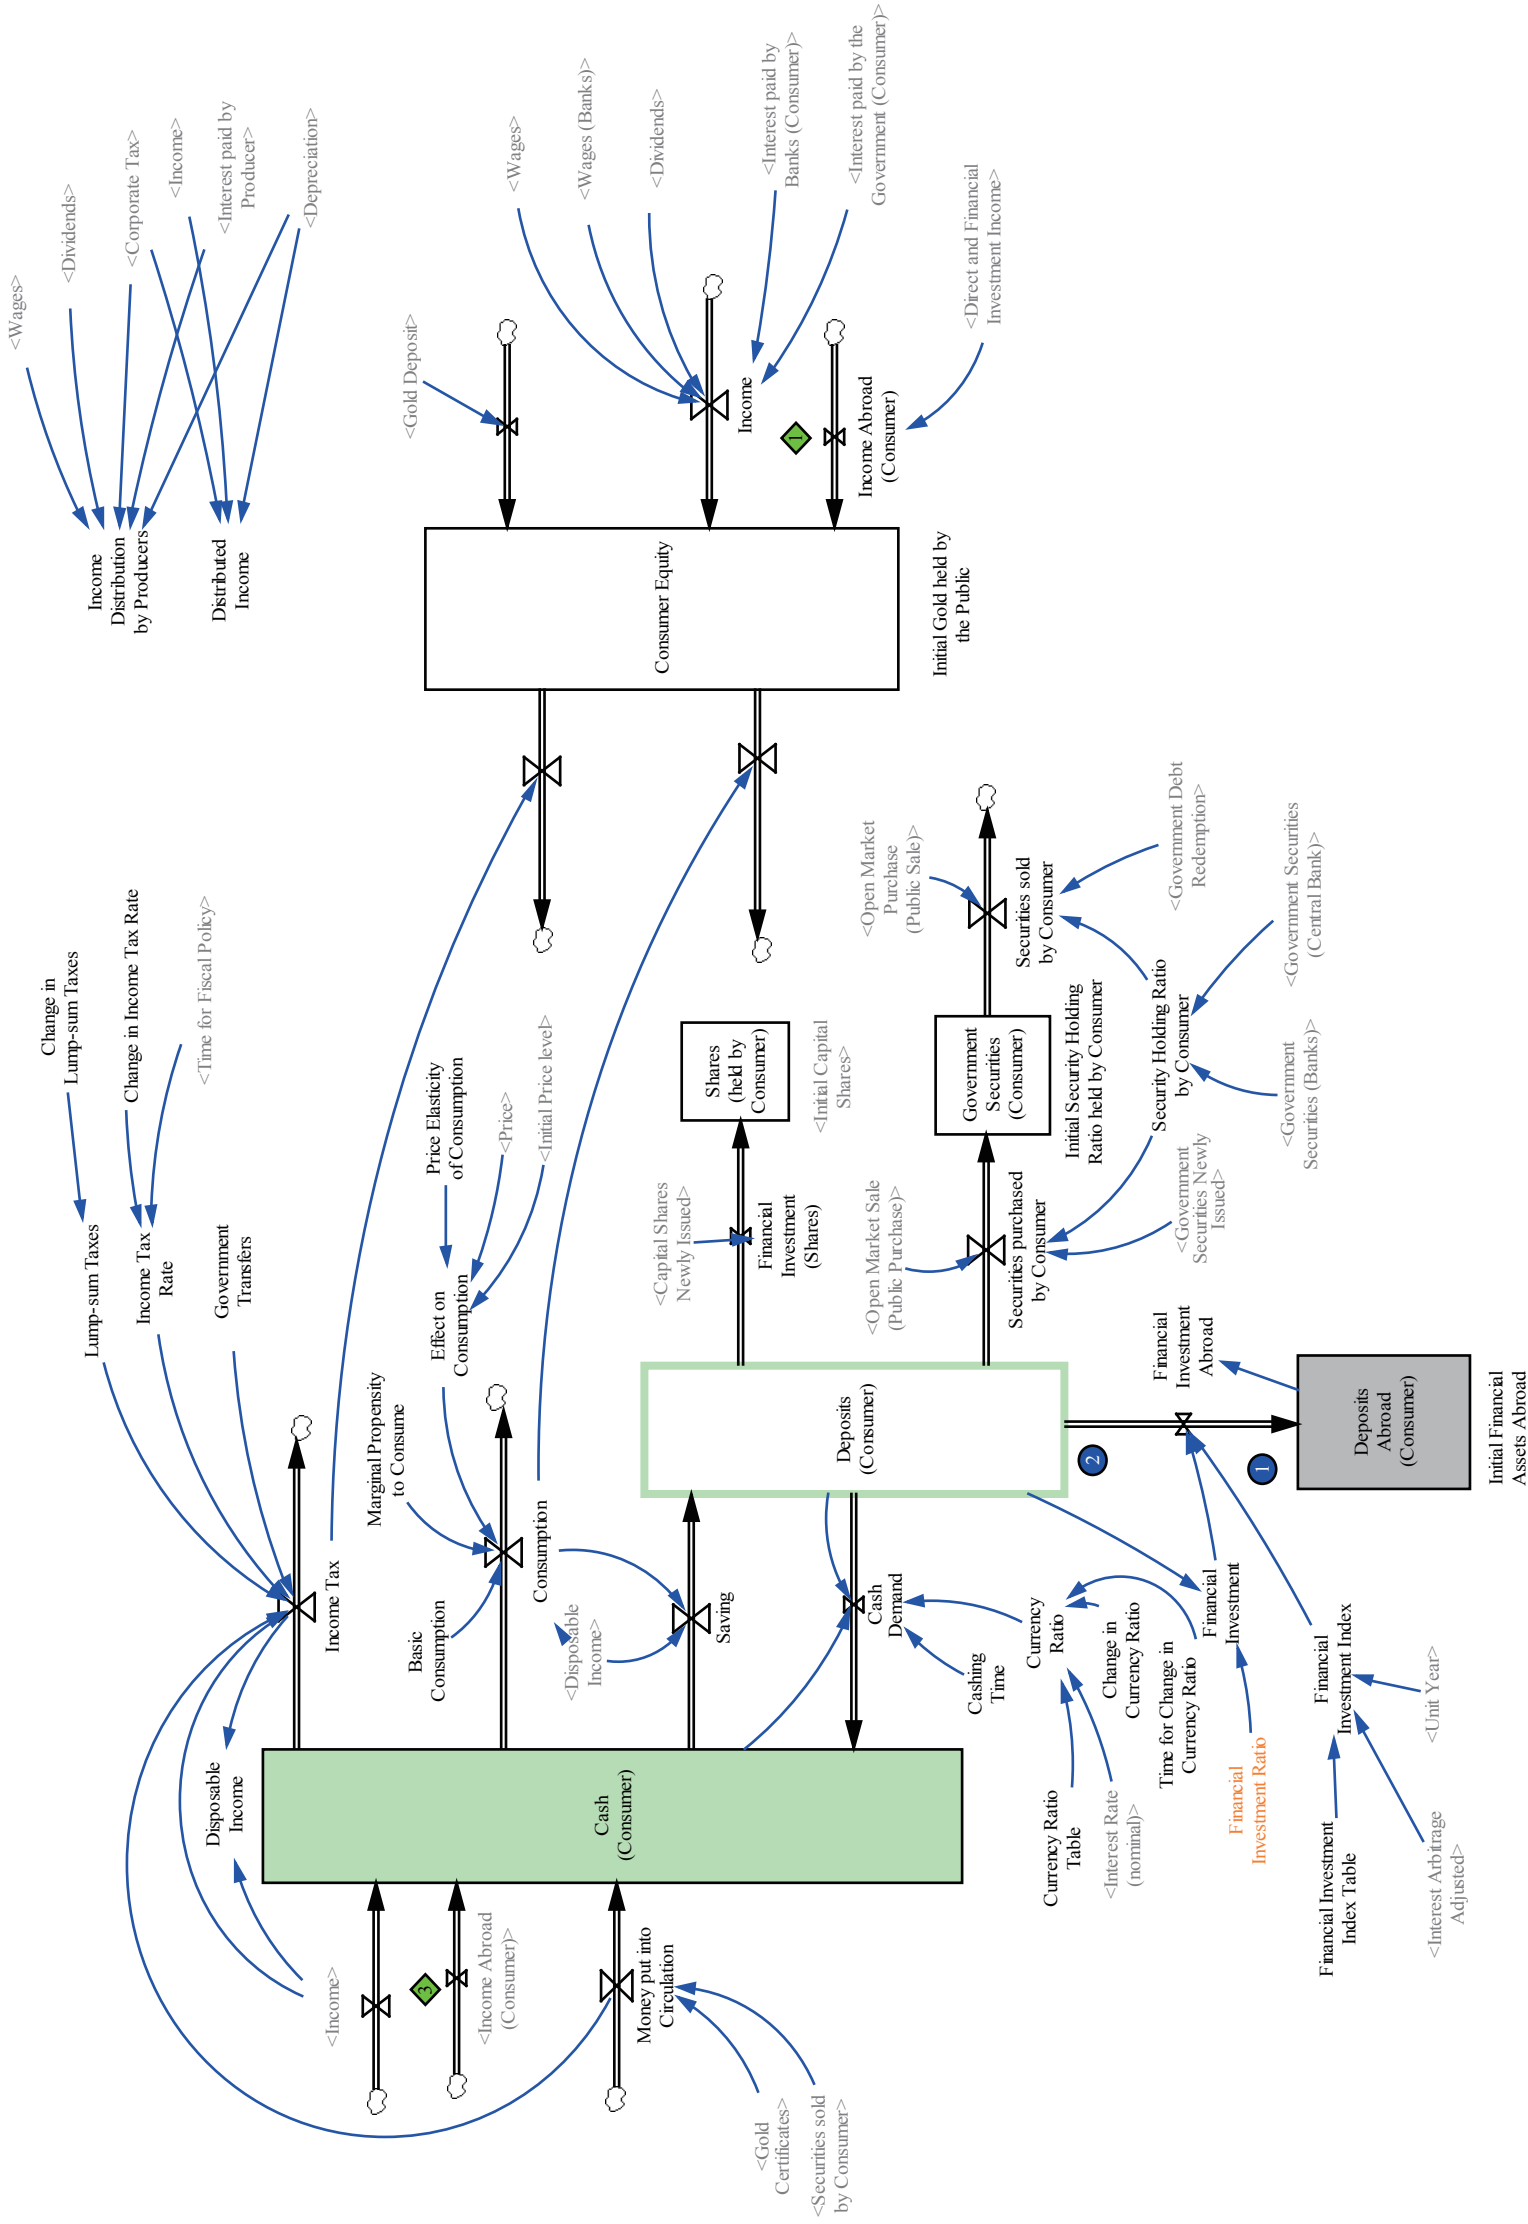 <Wages>
<Dividends>
<Corporate Tax>
<Income>
<Interest paid by
Producer>
<Depreciation>
Income
Distribution
by Producers
Distributed
Income
Change in
Lump-sum Taxes
Change in Income Tax Rate
<Time for Fiscal Policy>
Lump-sum Taxes
Income Tax
Rate
Government
Transfers
Income Tax
Disposable
Income
<Income>
3
<Income Abroad
(Consumer)>
Money put into
Circulation
<Gold
Certificates>
<Securities sold
by Consumer>
Cash
(Consumer)
Basic
Consumption
Marginal Propensity
to Consume
Effect on
Consumption
Price Elasticity
of Consumption
<Price>
<Initial Price level>
Consumption
<Disposable
Income>
Saving
Cash
Demand
Cashing
Time
Currency
Ratio
Change in
Currency Ratio
Time for Change in
Currency Ratio
Currency Ratio
Table
<Interest Rate
(nominal)>
Financial
Investment
Financial
Investment Ratio
Financial
Investment Index
Financial Investment
Index Table
<Unit Year>
<Interest Arbitrage
Adjusted>
Deposits
(Consumer)
2
1
Financial
Investment
Abroad
Deposits
Abroad
(Consumer)
Initial Financial
Assets Abroad
<Capital Shares
Newly Issued>
Financial
Investment
(Shares)
Shares
(held by
Consumer)
<Initial Capital
Shares>
<Open Market Sale
(Public Purchase)>
Securities purchased
by Consumer
Government
Securities
(Consumer)
Initial Security Holding
Ratio held by Consumer
Security Holding Ratio
by Consumer
<Government
Securities Newly
Issued>
<Government
Securities (Banks)>
<Government Securities
(Central Bank)>
<Open Market
Purchase
(Public Sale)>
Securities sold
by Consumer
<Government Debt
Redemption>
Consumer Equity
Initial Gold held by
the Public
<Gold Deposit>
<Wages>
<Wages (Banks)>
<Dividends>
<Interest paid by
Banks (Consumer)>
<Interest paid by the
Government (Consumer)>
Income
1
Income Abroad
(Consumer)
<Direct and Financial
Investment Income>